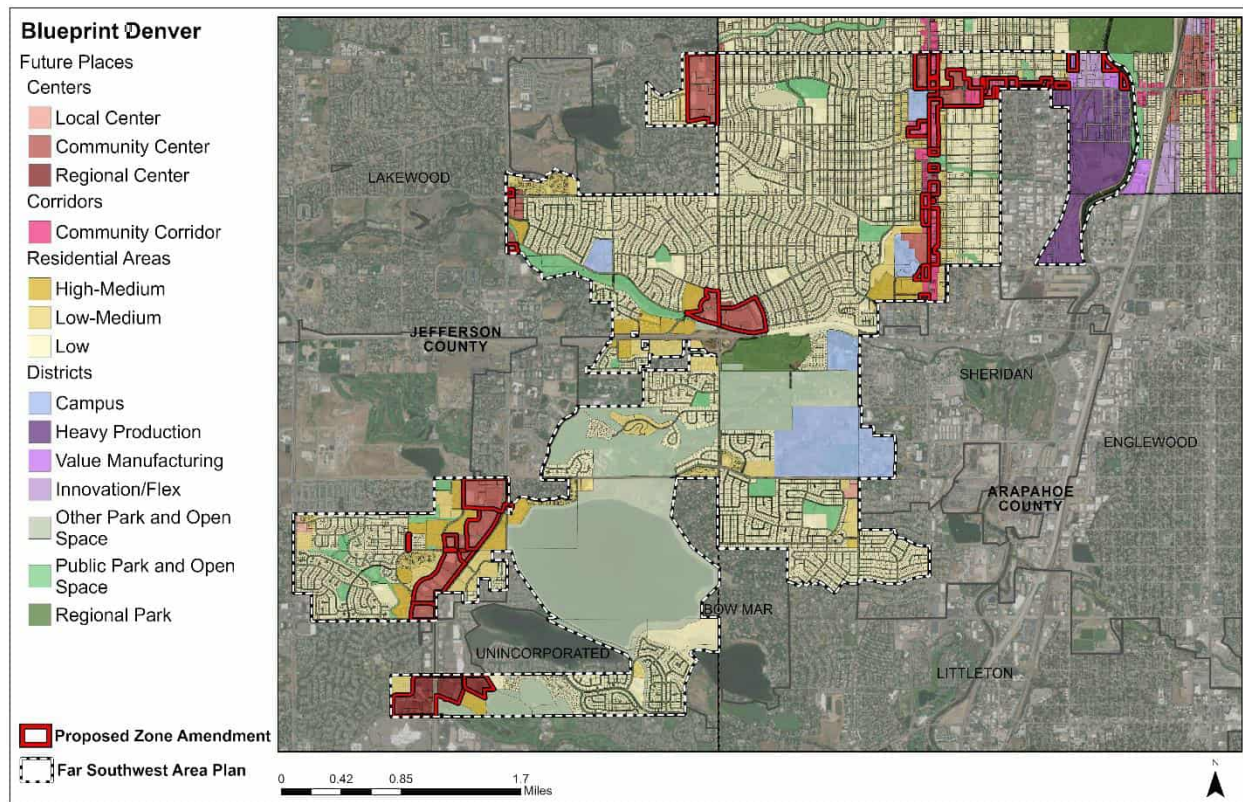 Blueprint Denver
Future Places
Centers
Local Center
Community Center
Regional Center
Corridors
Community Corridor
Residential Areas
High-Medium
Low-Medium
Low
Districts
Campus
Heavy Production
Value Manufacturing
Innovation/Flex
Other Park and Open
Space
Public Park and Open
Space
Regional Park
Proposed Zone Amendment
Far Southwest Area Plan
LAKEWOOD
JEFFERSON
COUNTY
SHERIDAN
ENGLEWOOD
ARAPAHOE
COUNTY
BOW MAR
UNINCORPORATED
LITTLETON
0 0.42 0.85 1.7
Miles
N